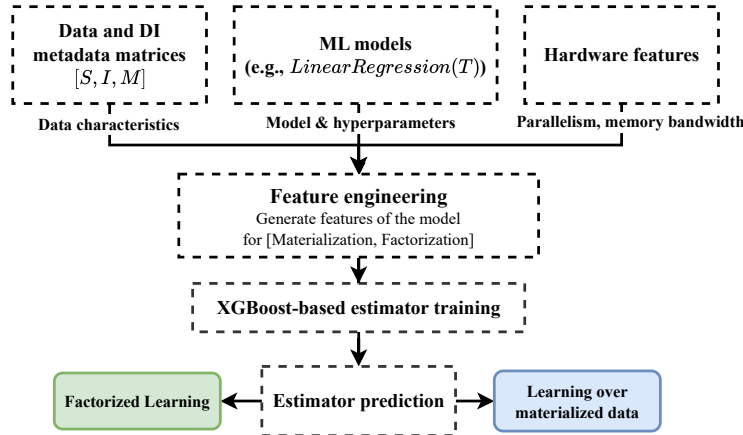 Data and DI
metadata matrices
[S, I, M]
ML models
(e.g., LinearRegression(T))
Hardware features
Data characteristics
Model & hyperparameters
Parallelism, memory bandwidth
Feature engineering
Generate features of the model
for [Materialization, Factorization]
XGBoost-based estimator training
Factorized Learning
Estimator prediction
Learning over
materialized data